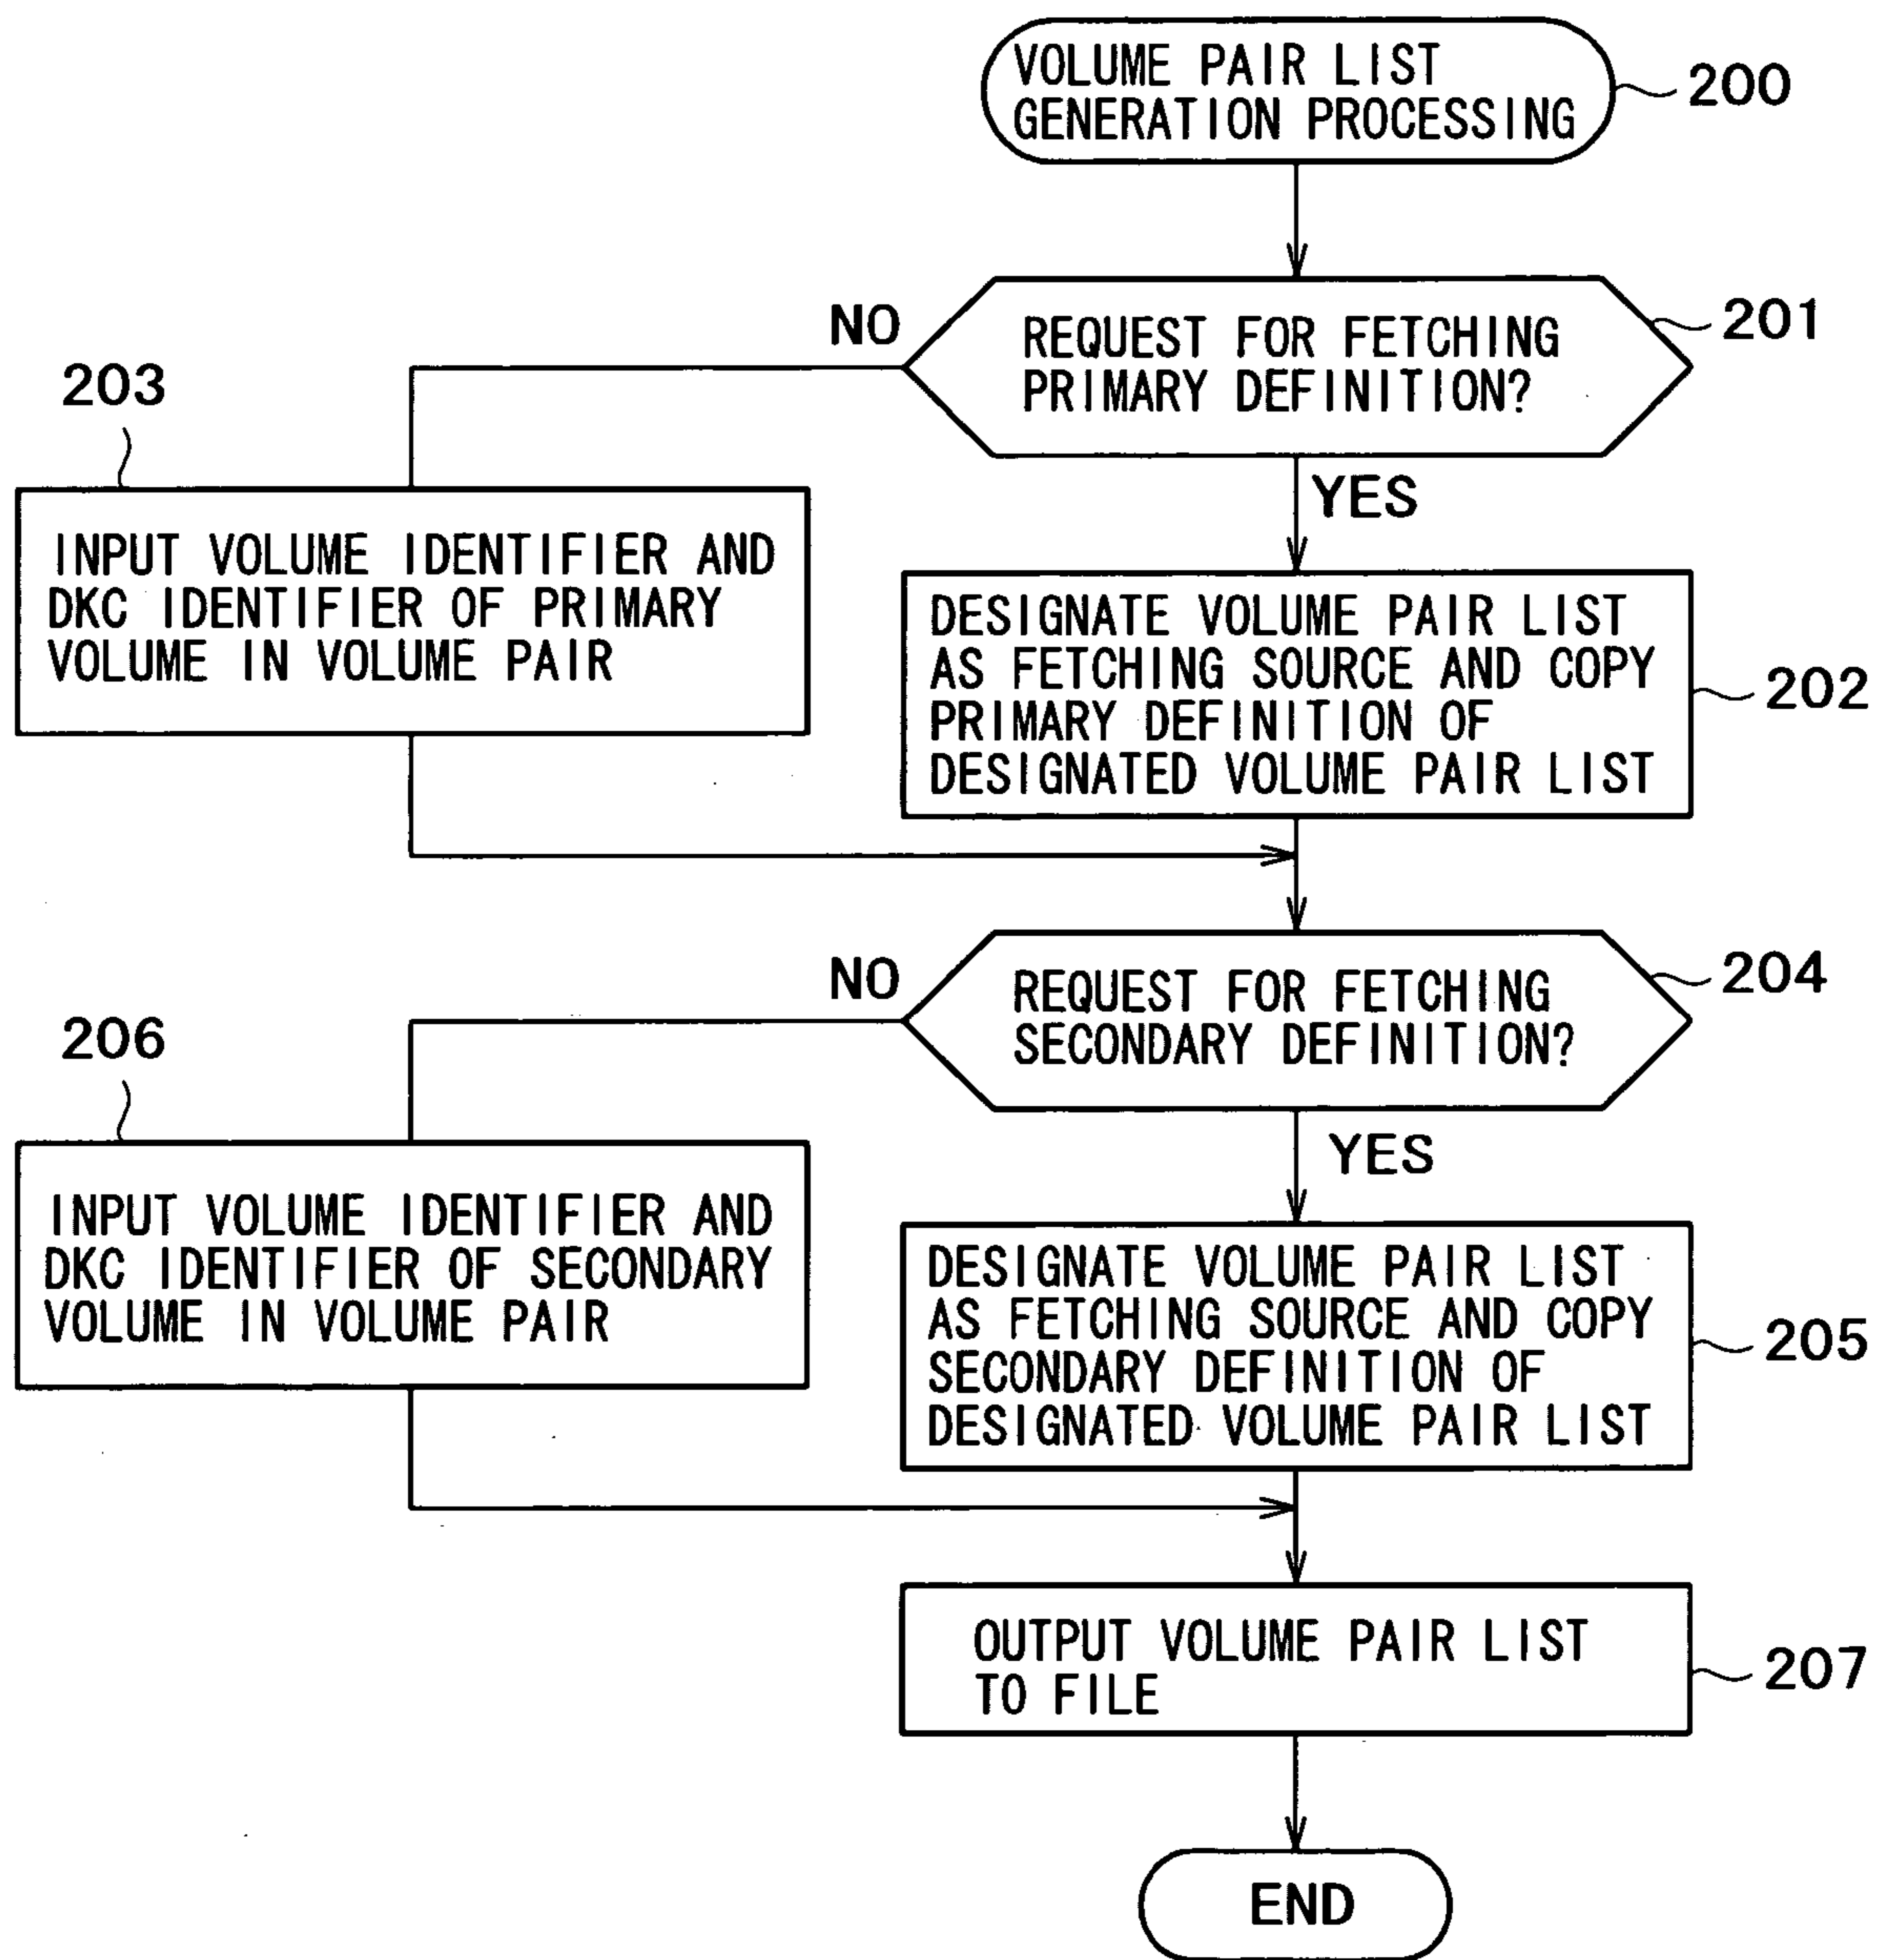 VOLUME PAIR LIST
GENERATION PROCESSING
200
NO
REQUEST FOR FETCHING
PRIMARY DEFINITION?
201
YES
203
INPUT VOLUME IDENTIFIER AND
DKC IDENTIFIER OF PRIMARY
VOLUME IN VOLUME PAIR
DESIGNATE VOLUME PAIR LIST
AS FETCHING SOURCE AND COPY
PRIMARY DEFINITION OF
DESIGNATED VOLUME PAIR LIST
202
NO
REQUEST FOR FETCHING
SECONDARY DEFINITION?
204
YES
206
INPUT VOLUME IDENTIFIER AND
DKC IDENTIFIER OF SECONDARY
VOLUME IN VOLUME PAIR
DESIGNATE VOLUME PAIR LIST
AS FETCHING SOURCE AND COPY
SECONDARY DEFINITION OF
DESIGNATED VOLUME PAIR LIST
205
OUTPUT VOLUME PAIR LIST
TO FILE
207
END